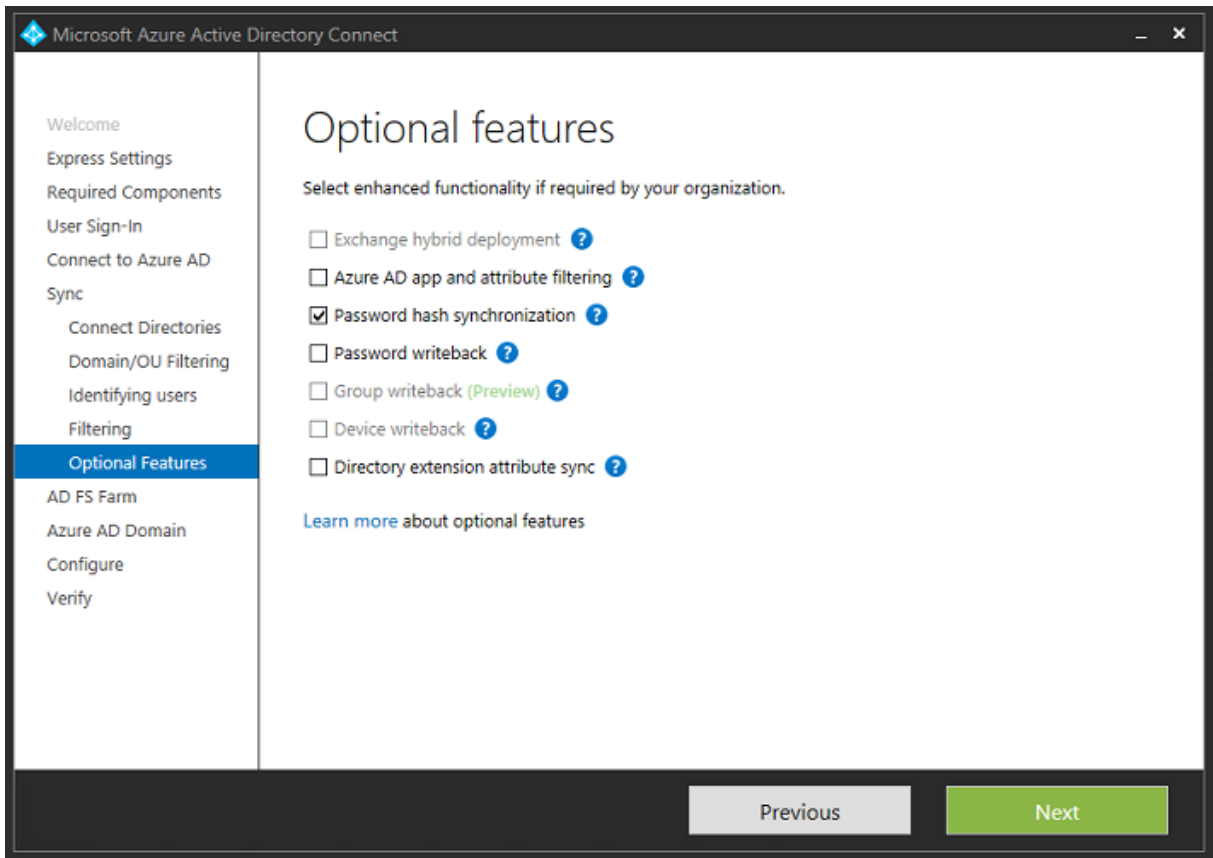 Microsoft Azure Active Directory Connect
Welcome
Express Settings
Required Components
User Sign-In
Connect to Azure AD
Sync
Connect Directories
Domain/OU Filtering
Identifying users
Filtering
Optional Features
AD FS Farm
Azure AD Domain
Configure
Verify
Optional features
Select enhanced functionality if required by your organization.
Exchange hybrid deployment ?
Azure AD app and attribute filtering ?
Password hash synchronization ?
Password writeback ?
Group writeback (Preview) ?
Device writeback ?
Directory extension attribute sync ?
Learn more about optional features
Previous
Next